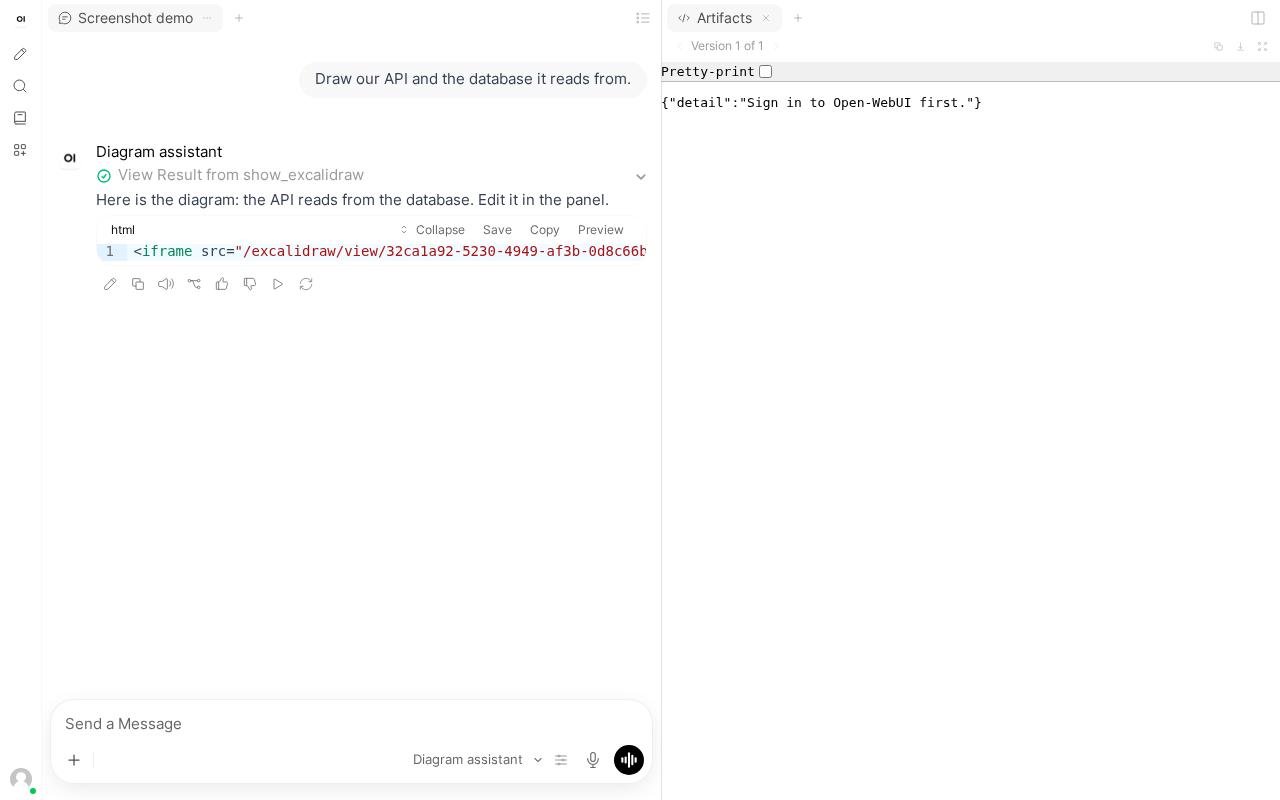 OI
Screenshot demo
Artifacts
Version 1 of 1
Draw our API and the database it reads from.
OI
Diagram assistant
View Result from show_excalidraw
Here is the diagram: the API reads from the database. Edit it in the panel.
html
Collapse
Save
Copy
Preview
1
<iframe src="/excalidraw/view/32ca1a92-5230-4949-af3b-0d8c66b
Send a Message
Diagram assistant
Pretty-print
{"detail":"Sign in to Open-WebUI first."}